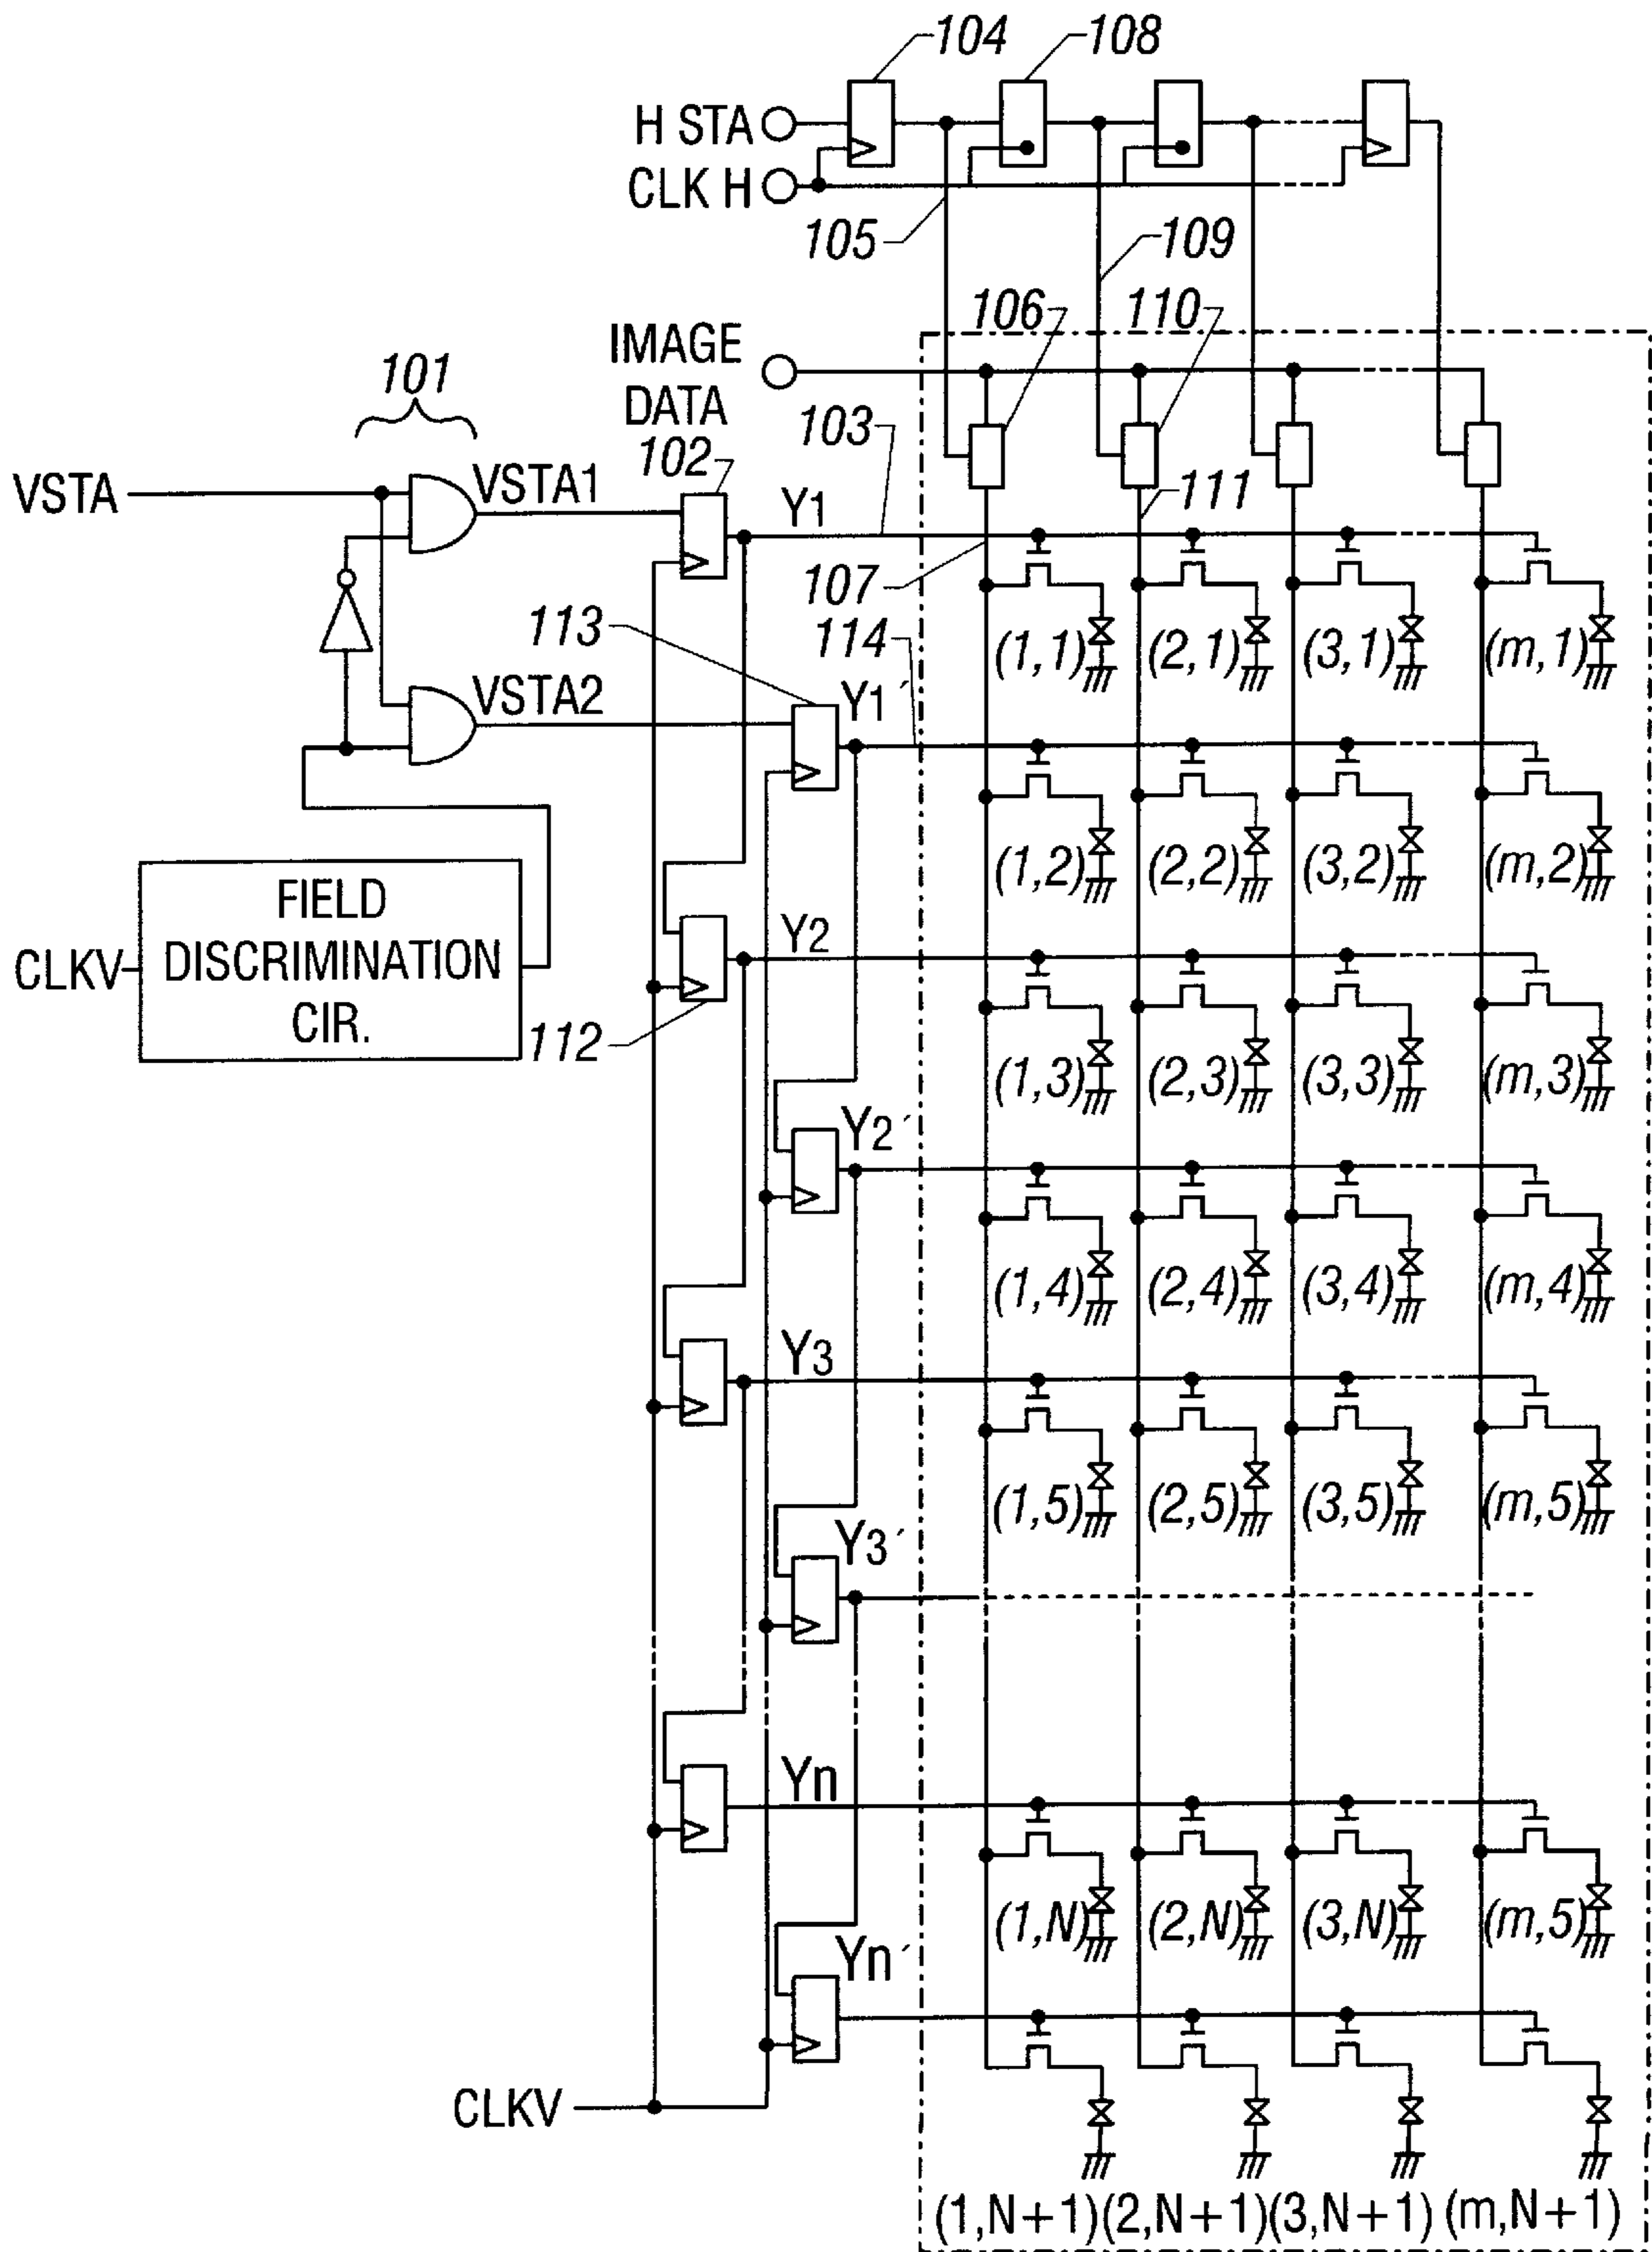 104
108
H STA
CLK H
105
109
106
110
IMAGE
DATA
101
103
102
VSTA
VSTA1
Y1
111
107
113
114
(1,1) (2,1) (3,1) (m,1)
VSTA2
Y1´
(1,2) (2,2) (3,2) (m,2)
FIELD
DISCRIMINATION
CIR.
CLKV
Y2
112
(1,3) (2,3) (3,3) (m,3)
Y2´
(1,4) (2,4) (3,4) (m,4)
Y3
(1,5) (2,5) (3,5) (m,5)
Y3´
Yn
(1,N) (2,N) (3,N) (m,5)
Yn´
CLKV
(1,N+1) (2,N+1) (3,N+1) (m,N+1)